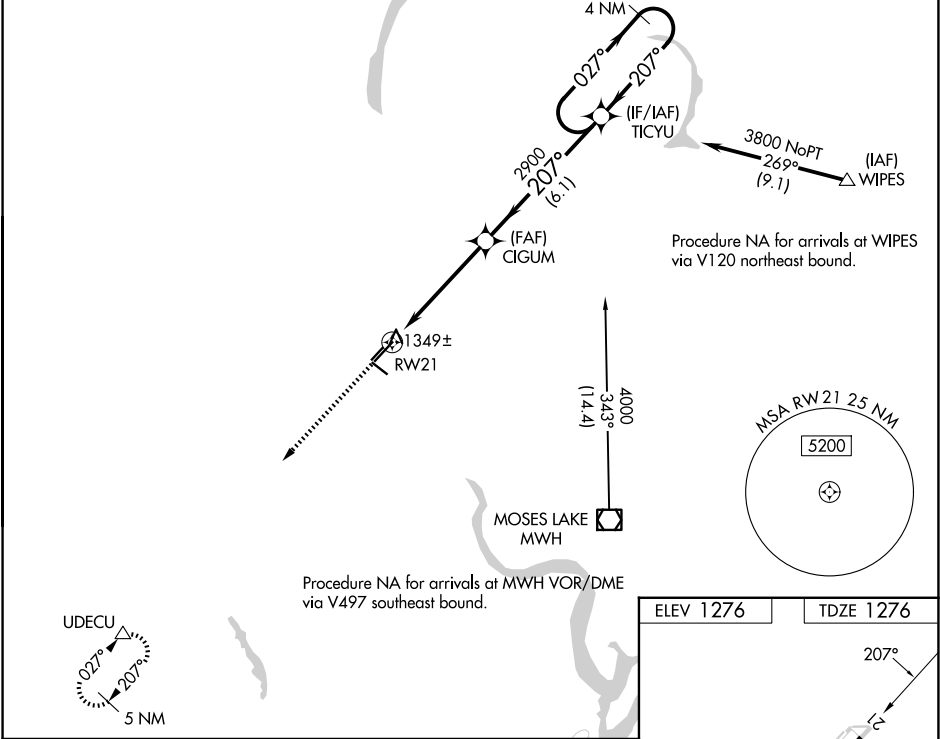 4 NM
027°
207°
(IF/IAF)
TICYU
3800 NoPT
269°
(9.1)
(IAF)
WIPES
2900
207°
(6.1)
Procedure NA for arrivals at WIPES
via V120 northeast bound.
(FAF)
CIGUM
1349±
RW21
4000
343°
(14.4)
MSA RW21 25 NM
5200
MOSES LAKE
MWH
Procedure NA for arrivals at MWH VOR/DME
via V497 southeast bound.
UDECU
027°
207°
5 NM
ELEV 1276
TDZE 1276
207°
21